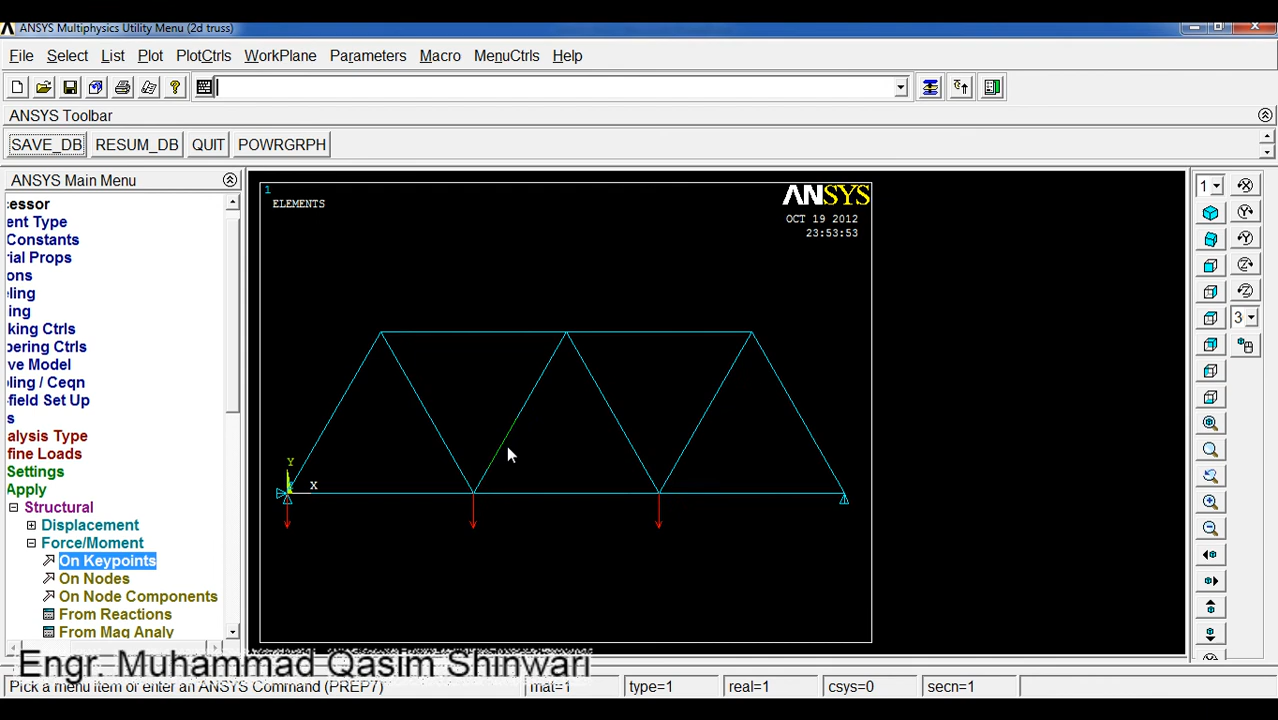 ANSYS Multiphysics Utility Menu (2d truss)
File Select List Plot PlotCtrls WorkPlane Parameters Macro MenuCtrls Help
ANSYS Toolbar
SAVE_DB RESUM_DB QUIT POWRGRPH
ANSYS Main Menu
:essor
ent Type
Constants
rial Props
ons
ling
ing
king Ctrls
bering Ctrls
ve Model
ling / Ceqn
-field Set Up
s
alysis Type
fine Loads
Settings
Apply
Structural
Displacement
Force/Moment
On Keypoints
On Nodes
On Node Components
From Reactions
From Mag Analy
1
ELEMENTS
ANSYS
OCT 19 2012
23:53:53
Y
X
1
3
Engr. Muhammad Qasim Shinwari
Pick a menu item or enter an ANSYS Command (PREP7) mat=1 type=1 real=1 csys=0 secn=1